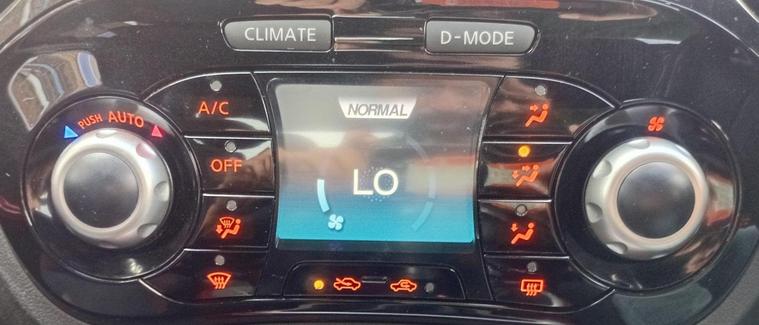 CLIMATE
D-MODE
PUSH AUTO
A/C
NORMAL
OFF
LO